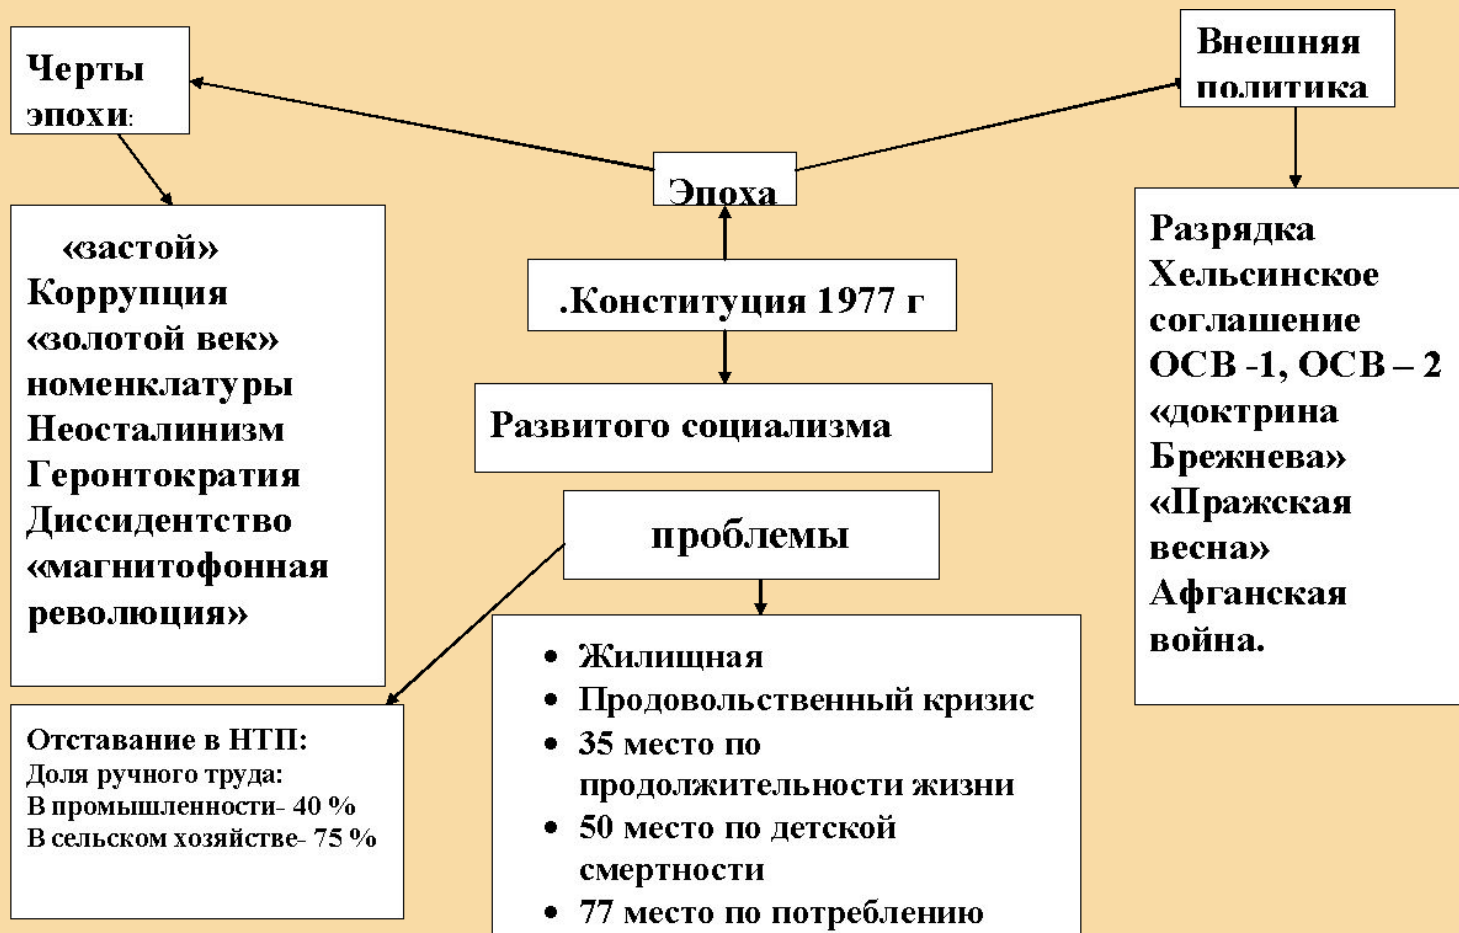 Черты
эпохи:
Внешняя
политика
Эпоха
«застой»
Коррупция
«золотой век»
номенклатуры
Неосталинизм
Геронтократия
Диссидентство
«магнитофонная
революция»
.Конституция 1977 г
Развитого социализма
Разрядка
Хельсинское
соглашение
ОСВ -1, ОСВ – 2
«доктрина
Брежнева»
«Пражская
весна»
Афганская
война.
проблемы
Отставание в НТП:
Доля ручного труда:
В промышленности- 40 %
В сельском хозяйстве- 75 %
• Жилищная
• Продовольственный кризис
• 35 место по
продолжительности жизни
• 50 место по детской
смертности
• 77 место по потреблению